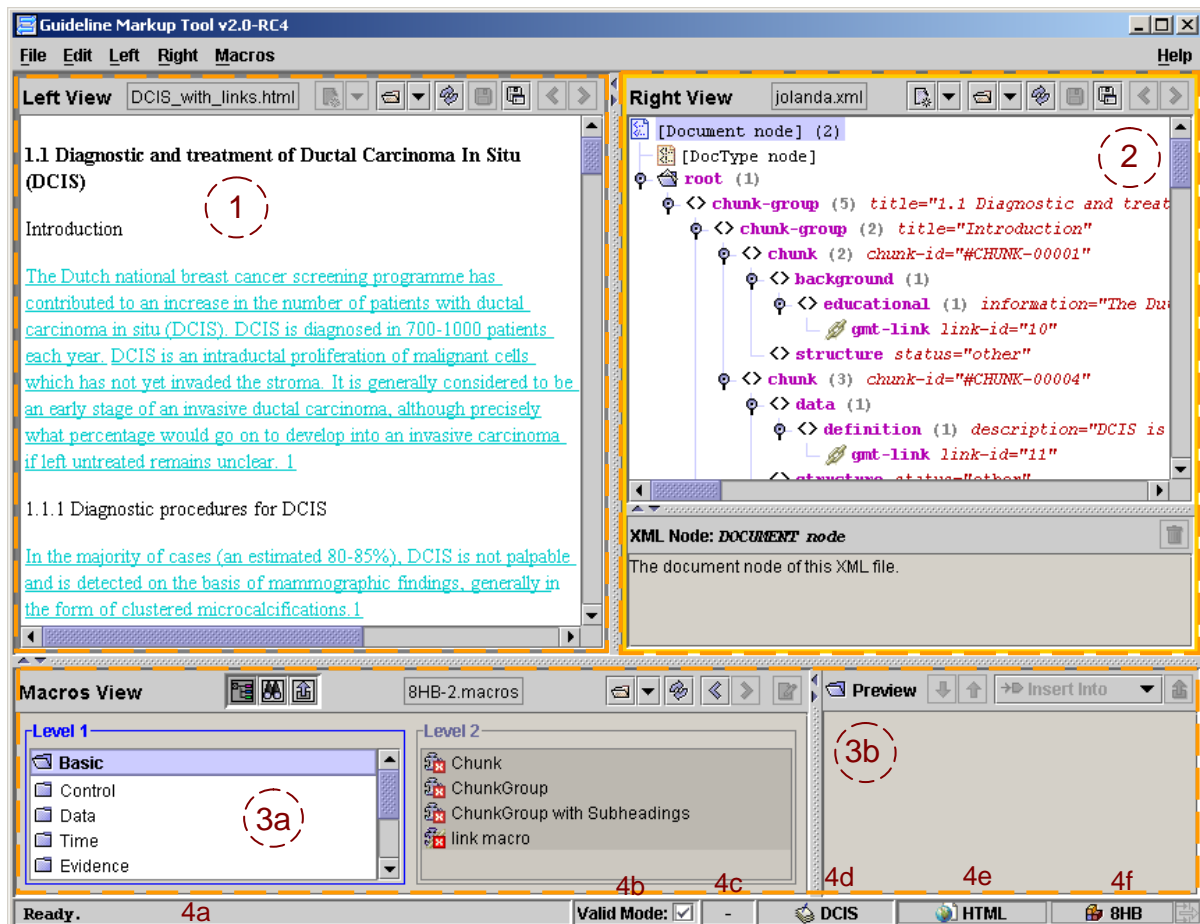 Guideline Markup Tool v2.0-RC4
File Edit Left Right Macros Help
Left View DCIS_with_links.html
1.1 Diagnostic and treatment of Ductal Carcinoma In Situ
(DCIS)
1
Introduction
The Dutch national breast cancer screening programme has
contributed to an increase in the number of patients with ductal
carcinoma in situ (DCIS). DCIS is diagnosed in 700-1000 patients
each year. DCIS is an intraductal proliferation of malignant cells
which has not yet invaded the stroma. It is generally considered to be
an early stage of an invasive ductal carcinoma, although precisely
what percentage would go on to develop into an invasive carcinoma
if left untreated remains unclear. 1
1.1.1 Diagnostic procedures for DCIS
In the majority of cases (an estimated 80-85%), DCIS is not palpable
and is detected on the basis of mammographic findings, generally in
the form of clustered microcalcifications.1
Right View jolanda.xml
[Document node] (2)
2
[DocType node]
root (1)
<> chunk-group (5) title="1.1 Diagnostic and treat
<> chunk-group (2) title="Introduction"
<> chunk (2) chunk-id="#CHUNK-00001"
<> background (1)
<> educational (1) information="The Du
gmt-link link-id="10"
<> structure status="other"
<> chunk (3) chunk-id="#CHUNK-00004"
<> data (1)
<> definition (1) description="DCIS is
gmt-link link-id="11"
<> structure status="other"
XML Node: DOCUMENT node
The document node of this XML file.
Macros View 8HB-2.macros
Level 1
Basic
Control
Data
Time
Evidence
3a
Level 2
Chunk
ChunkGroup
ChunkGroup with Subheadings
link macro
Preview Insert Into
3b
4a 4b 4c 4d 4e 4f
Ready. Valid Mode: - DCIS HTML 8HB